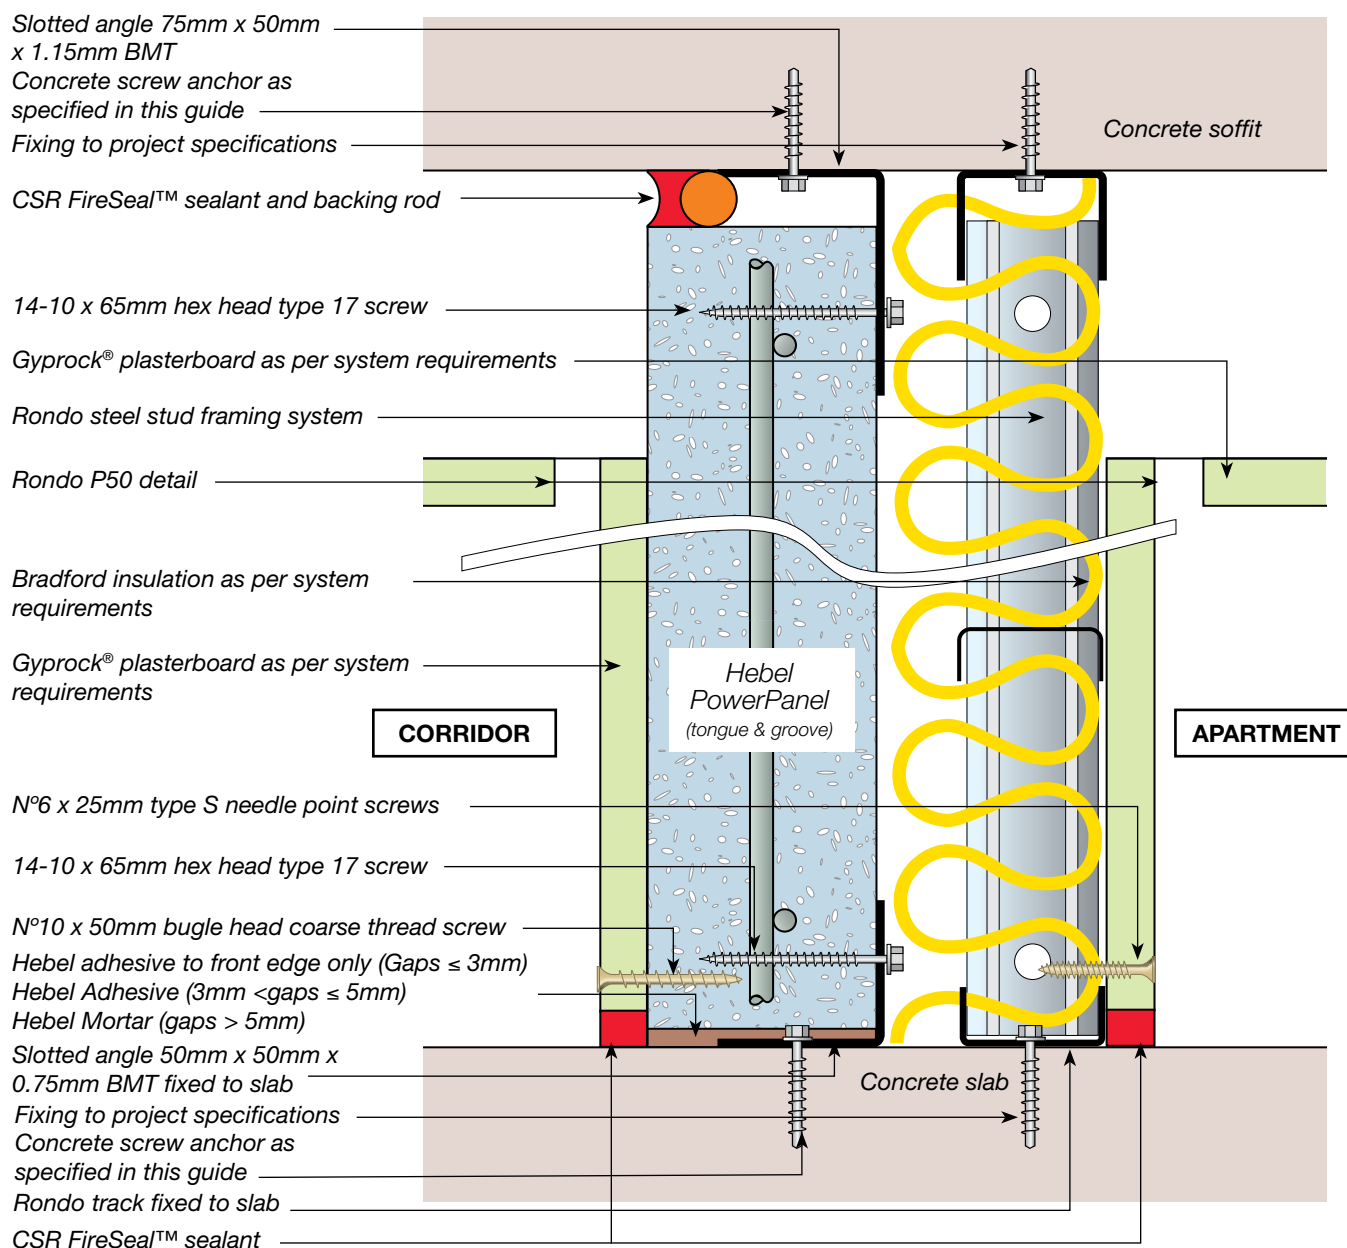 Slotted angle 75mm x 50mm
x 1.15mm BMT
Concrete screw anchor as
specified in this guide
Fixing to project specifications
Concrete soffit
CSR FireSeal™ sealant and backing rod
14-10 x 65mm hex head type 17 screw
Gyprock® plasterboard as per system requirements
Rondo steel stud framing system
Rondo P50 detail
Bradford insulation as per system
requirements
Gyprock® plasterboard as per system
requirements
Hebel
PowerPanel
(tongue & groove)
CORRIDOR
APARTMENT
Nº6 x 25mm type S needle point screws
14-10 x 65mm hex head type 17 screw
Nº10 x 50mm bugle head coarse thread screw
Hebel adhesive to front edge only (Gaps ≤ 3mm)
Hebel Adhesive (3mm <gaps ≤ 5mm)
Hebel Mortar (gaps > 5mm)
Slotted angle 50mm x 50mm x
0.75mm BMT fixed to slab
Concrete slab
Fixing to project specifications
Concrete screw anchor as
specified in this guide
Rondo track fixed to slab
CSR FireSeal™ sealant